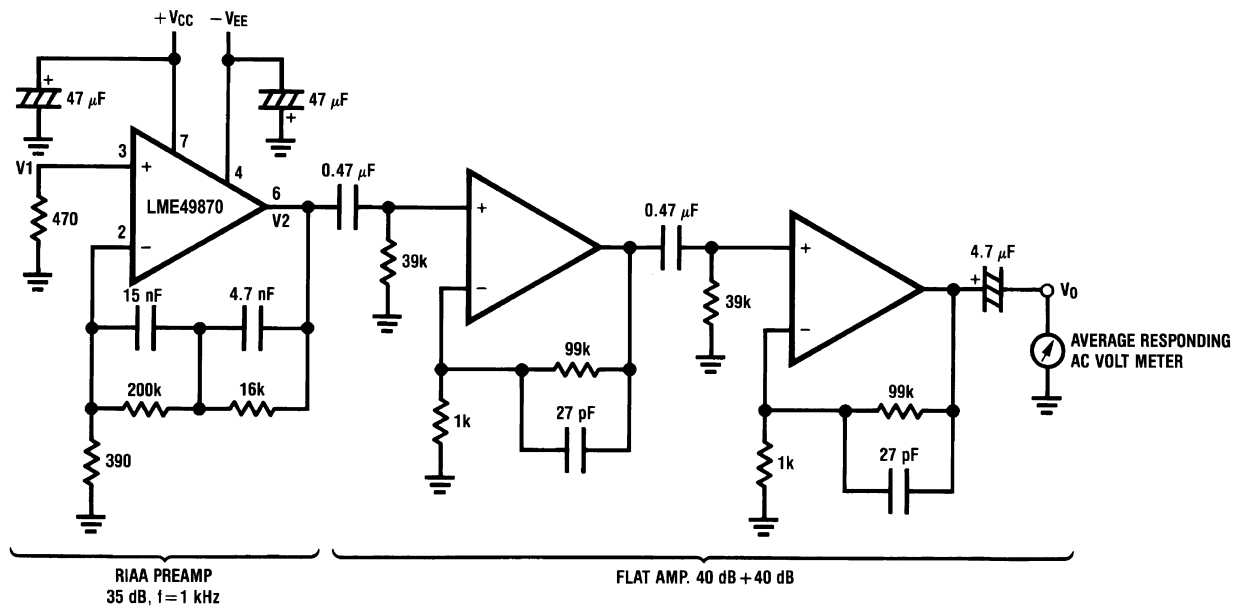 +VCC
−VEE
+
47 μF
47 μF
+
7
3
V1
+
4
0.47 μF
LME49870
6
V2
470
2
−
+
39k
0.47 μF
15 nF
4.7 nF
−
+
4.7 μF
+
VO
39k
200k
16k
99k
−
AVERAGE RESPONDING
AC VOLT METER
1k
27 pF
99k
390
1k
27 pF
RIAA PREAMP
35 dB, f=1 kHz
FLAT AMP. 40 dB+40 dB